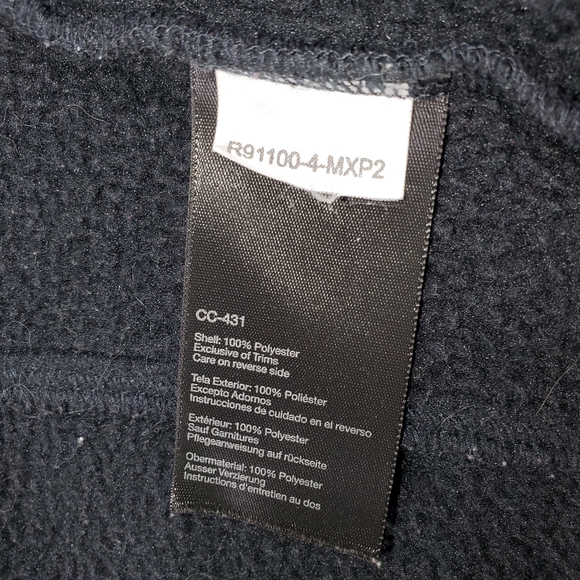 R91100-4-MXP2
CC-431
Shell: 100% Polyester
Exclusive of Trims
Care on reverse side
Tela Exterior: 100% Poliéster
Excepto Adornos
Instrucciones de cuidado en el reverso
Extérieur: 100% Polyester
Sauf Garnitures
Pflegeanweisung auf rückseite
Obermaterial: 100% Polyester
Ausser Verzierung
Instructions d'entretien au dos